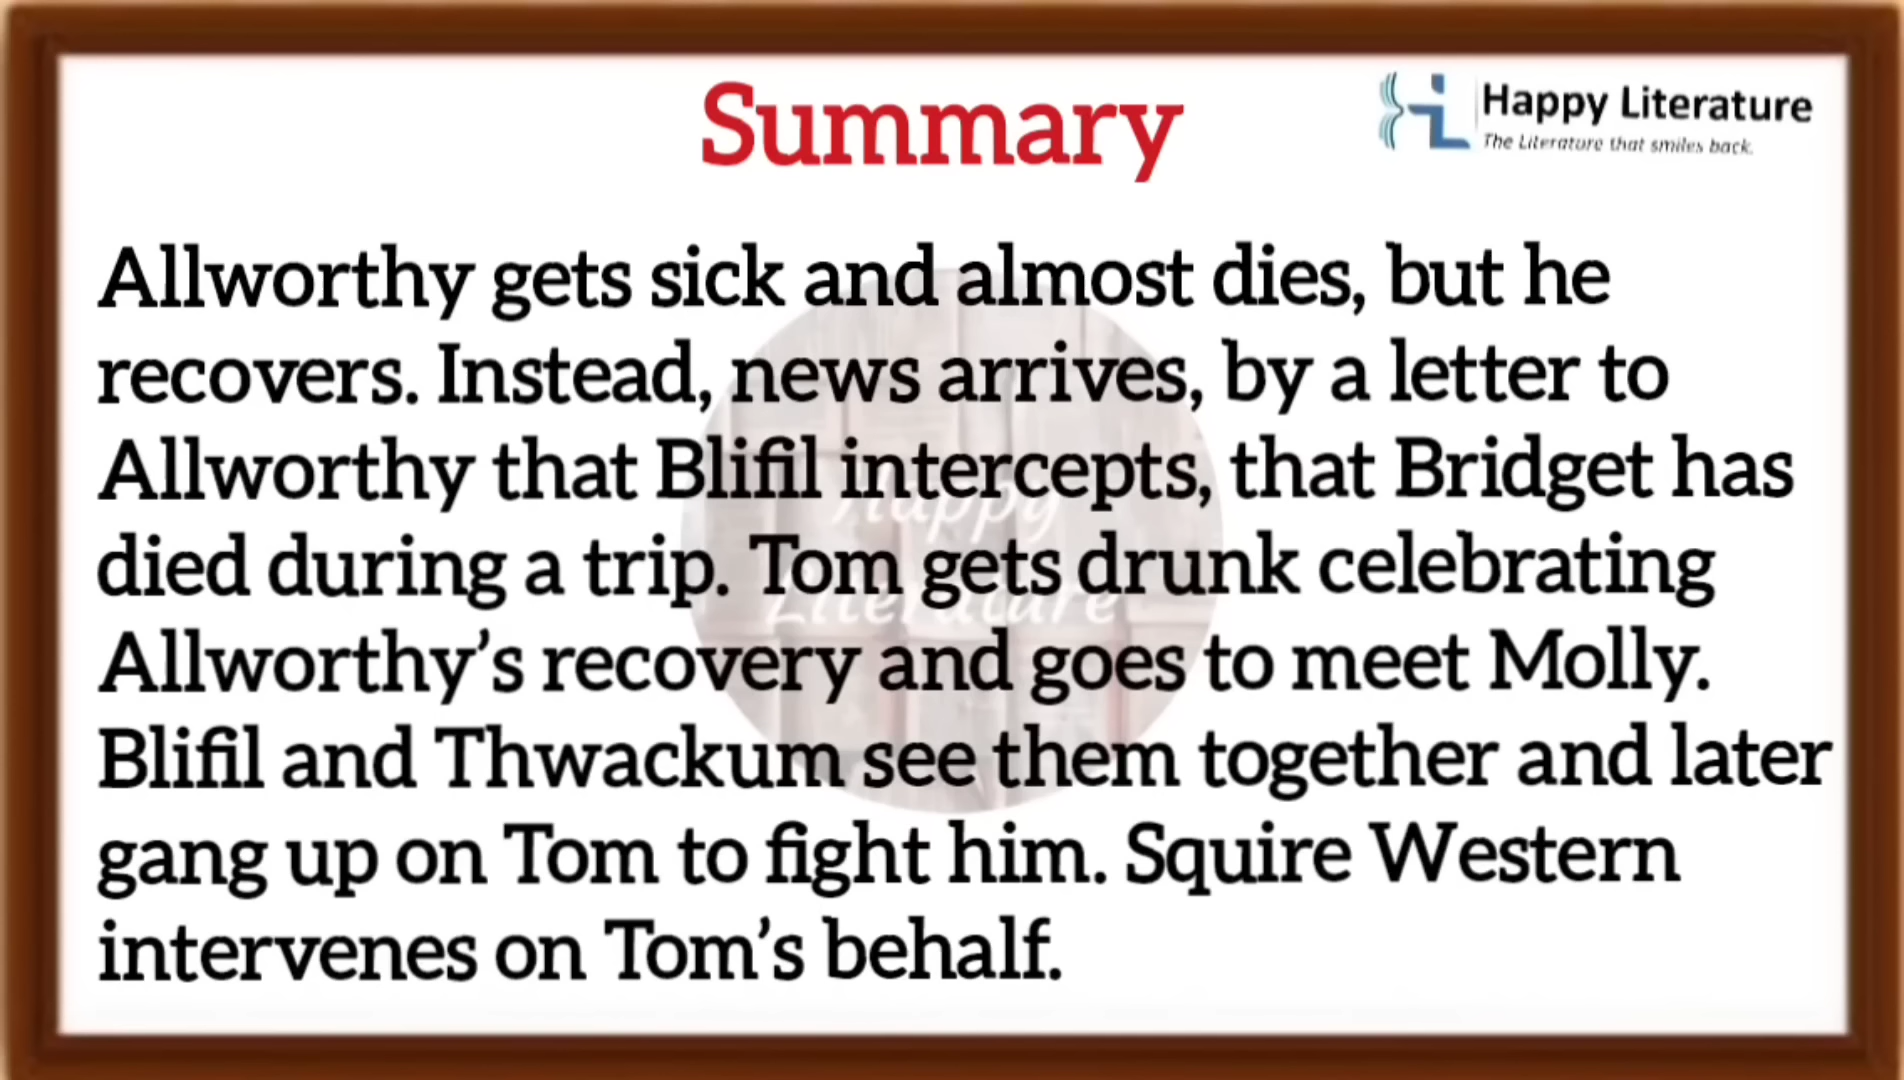 Summary
Happy Literature
The Literature that smiles back.
Allworthy gets sick and almost dies, but he
recovers. Instead, news arrives, by a letter to
Allworthy that Blifil intercepts, that Bridget has
died during a trip. Tom gets drunk celebrating
Allworthy’s recovery and goes to meet Molly.
Blifil and Thwackum see them together and later
gang up on Tom to fight him. Squire Western
intervenes on Tom’s behalf.
Happy
Literature